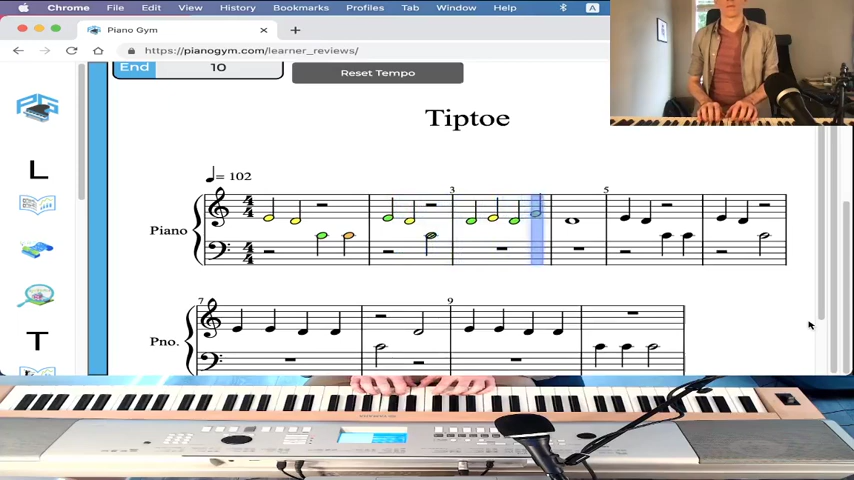 Chrome File Edit View History Bookmarks Profiles Tab Window Help A
Piano Gym
https://pianogym.com/learner_reviews/
End 10
Reset Tempo
Tiptoe
= 102
3
5
Piano
L
7
9
Pno.
T